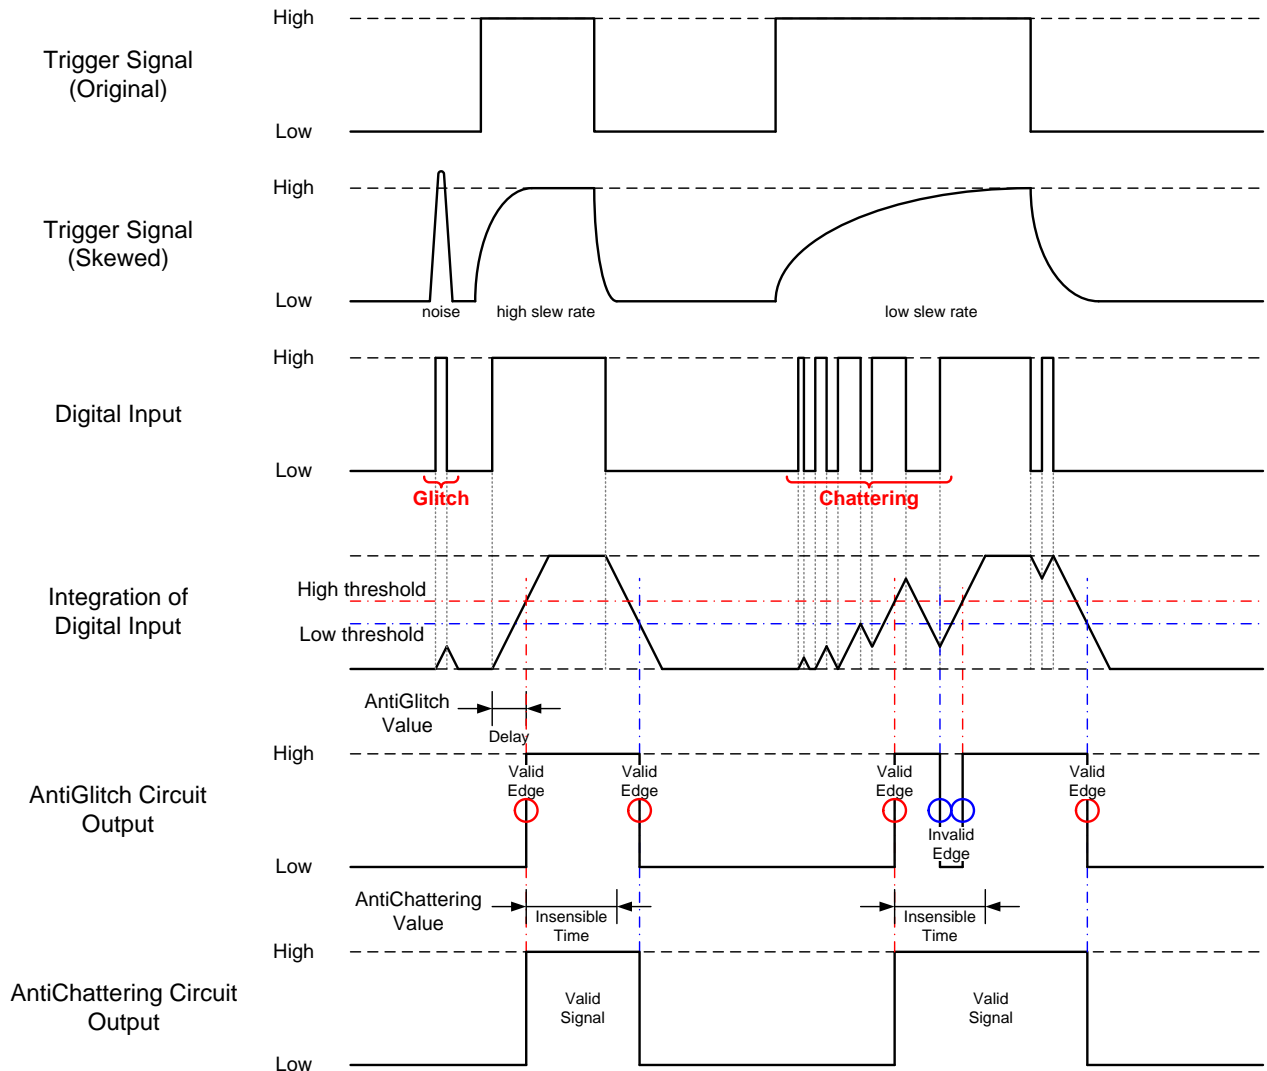 High
Trigger Signal
(Original)
Low
High
Trigger Signal
(Skewed)
Low
noise
high slew rate
low slew rate
High
Digital Input
Low
Glitch
Chattering
High threshold
Integration of
Digital Input
Low threshold
AntiGlitch
Value
Delay
High
Valid
Edge
Valid
Edge
Valid
Edge
Valid
Edge
AntiGlitch Circuit
Output
Invalid
Edge
Low
AntiChattering
Value
Insensible
Time
Insensible
Time
High
AntiChattering Circuit
Output
Valid
Signal
Valid
Signal
Low